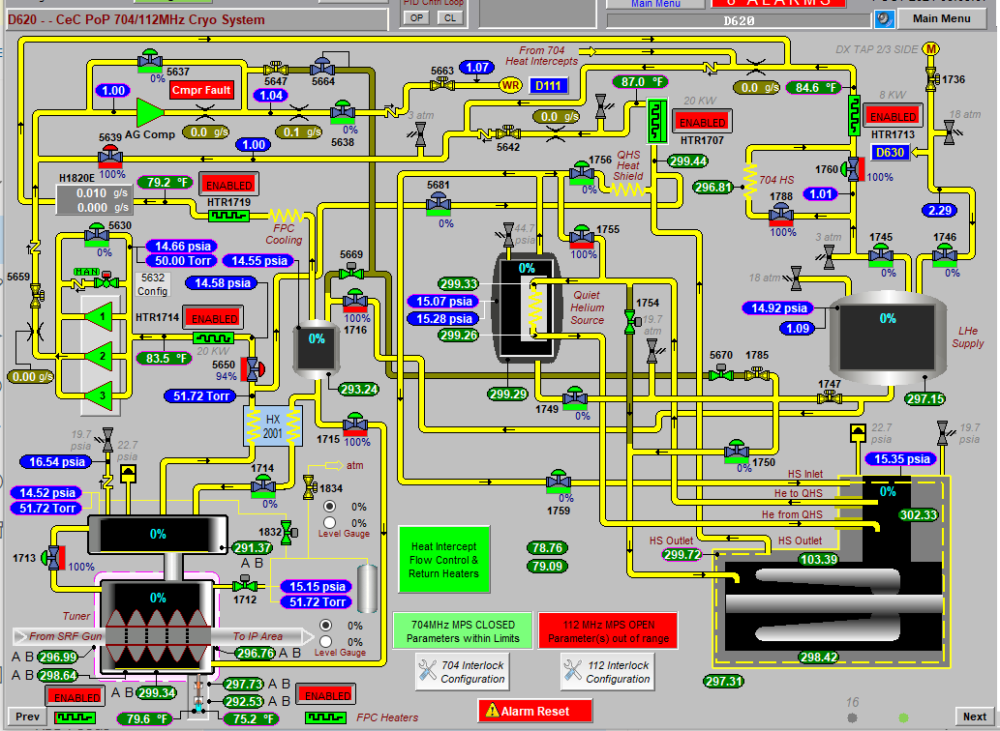 PID Cntrl Loop
OP
CL
Main Menu
6 ALARMS
D620 - - CeC PoP 704/112MHz Cryo System
D620
Main Menu
From 704
Heat Intercepts
DX TAP 2/3 SIDE
M
5637
0%
5647
5664
5663
1.07
WR
D111
87.0 °F
0.0 g/s
84.6 °F
1736
1.00
Cmpr Fault
1.04
20 KW
8 KW
AG Comp
0.0 g/s
0.1 g/s
5638
0%
3 atm
0.0 g/s
ENABLED
HTR1707
ENABLED
HTR1713
18 atm
5639
1.00
5642
D630
100%
1756
0%
QHS
Heat
Shield
299.44
296.81
704 HS
1760
100%
H1820E
0.010 g/s
0.000 g/s
79.2 °F
ENABLED
HTR1719
5681
0%
1788
100%
1.01
2.29
FPC
Cooling
5630
0%
44.7
psia
1755
100%
3 atm
1745
0%
1746
0%
14.66 psia
50.00 Torr
14.55 psia
5669
0%
5659
MAN
5632
Config
14.58 psia
299.33
15.07 psia
15.28 psia
299.26
Quiet
Helium
Source
1754
19.7
atm
18 atm
1
2
3
HTR1714
ENABLED
20 KW
83.5 °F
100%
1716
0%
14.92 psia
1.09
0%
LHe
Supply
0.00 g/s
5650
94%
51.72 Torr
293.24
299.29
5670
1785
1747
297.15
HX
2001
1749
0%
19.7
psia
22.7
psia
1715
100%
22.7
psia
19.7
psia
16.54 psia
1714
0%
atm
1834
1750
0%
15.35 psia
14.52 psia
51.72 Torr
0%
0%
Level Gauge
1759
0%
HS Inlet
He to QHS
He from QHS
0%
302.33
0%
1832
291.37
Heat Intercept
Flow Control &
Return Heaters
78.76
79.09
HS Outlet
HS Outlet
299.72
103.39
1713
100%
A B
0%
1712
15.15 psia
51.72 Torr
Tuner
From SRF Gun
To IP Area
0%
0%
Level Gauge
704MHz MPS CLOSED
Parameters within Limits
112 MHz MPS OPEN
Parameter(s) out of range
298.42
A B 296.99
296.76 A B
A B 298.64
704 Interlock
Configuration
112 Interlock
Configuration
297.31
ENABLED
A B 299.34
297.73 A B
292.53 A B
ENABLED
Alarm Reset
16
Prev
79.6 °F
75.2 °F
FPC Heaters
Next